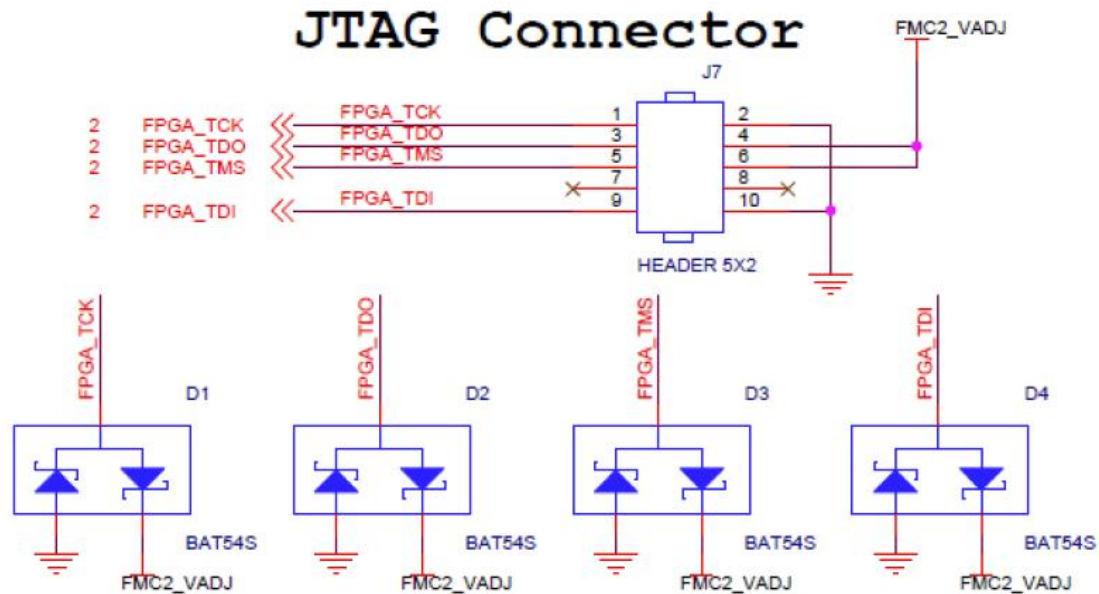 JTAG Connector
FMC2_VADJ
J7
FPGA_TCK 1 2
2 FPGA_TCK
FPGA_TDO 3 4
2 FPGA_TDO
FPGA_TMS 5 6
2 FPGA_TMS
7 8
FPGA_TDI 9 10
2 FPGA_TDI
HEADER 5X2
FPGA_TCK
FPGA_TDO
FPGA_TMS
FPGA_TDI
D1 D2 D3 D4
BAT54S BAT54S BAT54S BAT54S
FMC2_VADJ FMC2_VADJ FMC2_VADJ FMC2_VADJ